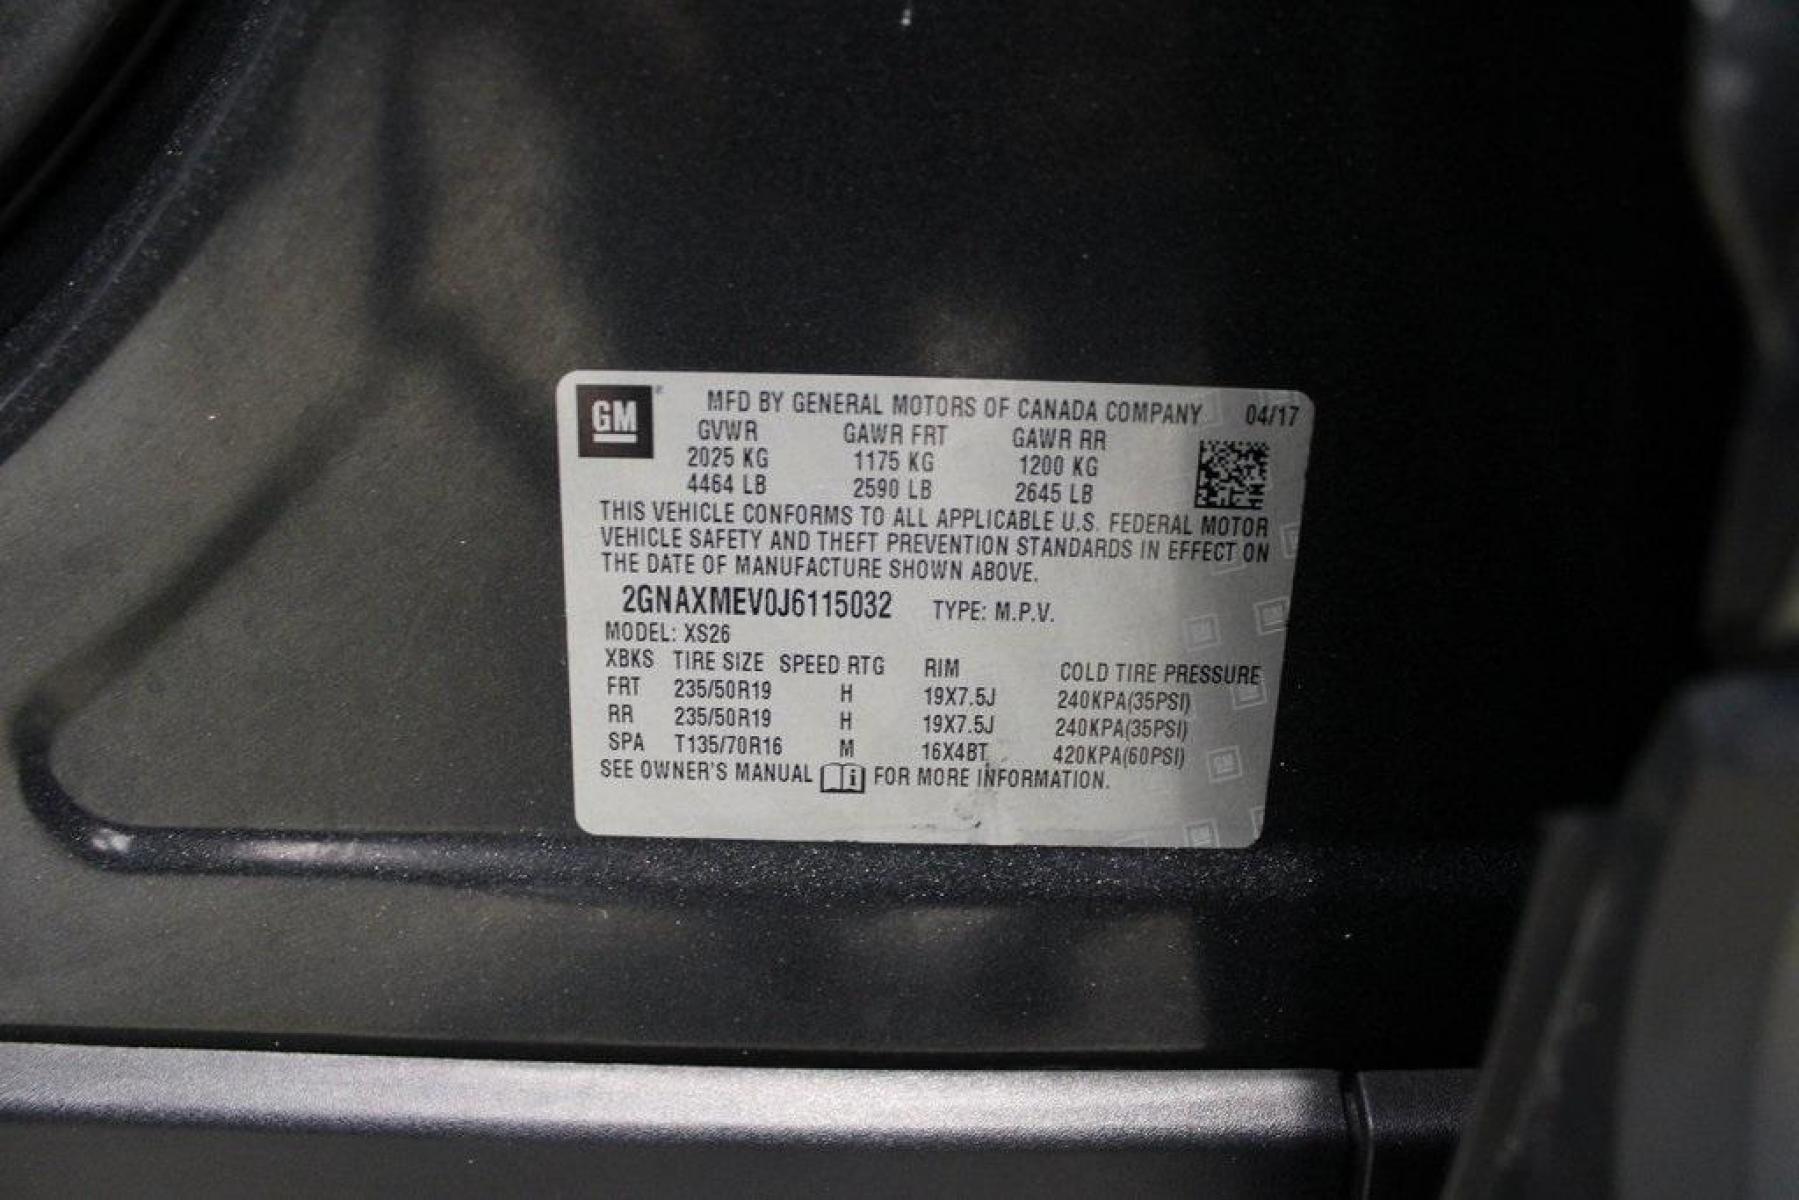 GM ® MFD BY GENERAL MOTORS OF CANADA COMPANY 04/17
GVWR GAWR FRT GAWR RR
2025 KG 1175 KG 1200 KG
4464 LB 2590 LB 2645 LB
THIS VEHICLE CONFORMS TO ALL APPLICABLE U.S. FEDERAL MOTOR
VEHICLE SAFETY AND THEFT PREVENTION STANDARDS IN EFFECT ON
THE DATE OF MANUFACTURE SHOWN ABOVE.
2GNAXMEV0J6115032 TYPE: M.P.V.
MODEL: XS26
XBKS TIRE SIZE SPEED RTG RIM COLD TIRE PRESSURE
FRT 235/50R19 H 19X7.5J 240KPA(35PSI)
RR 235/50R19 H 19X7.5J 240KPA(35PSI)
SPA T135/70R16 M 16X4BT 420KPA(60PSI)
SEE OWNER'S MANUAL i FOR MORE INFORMATION.